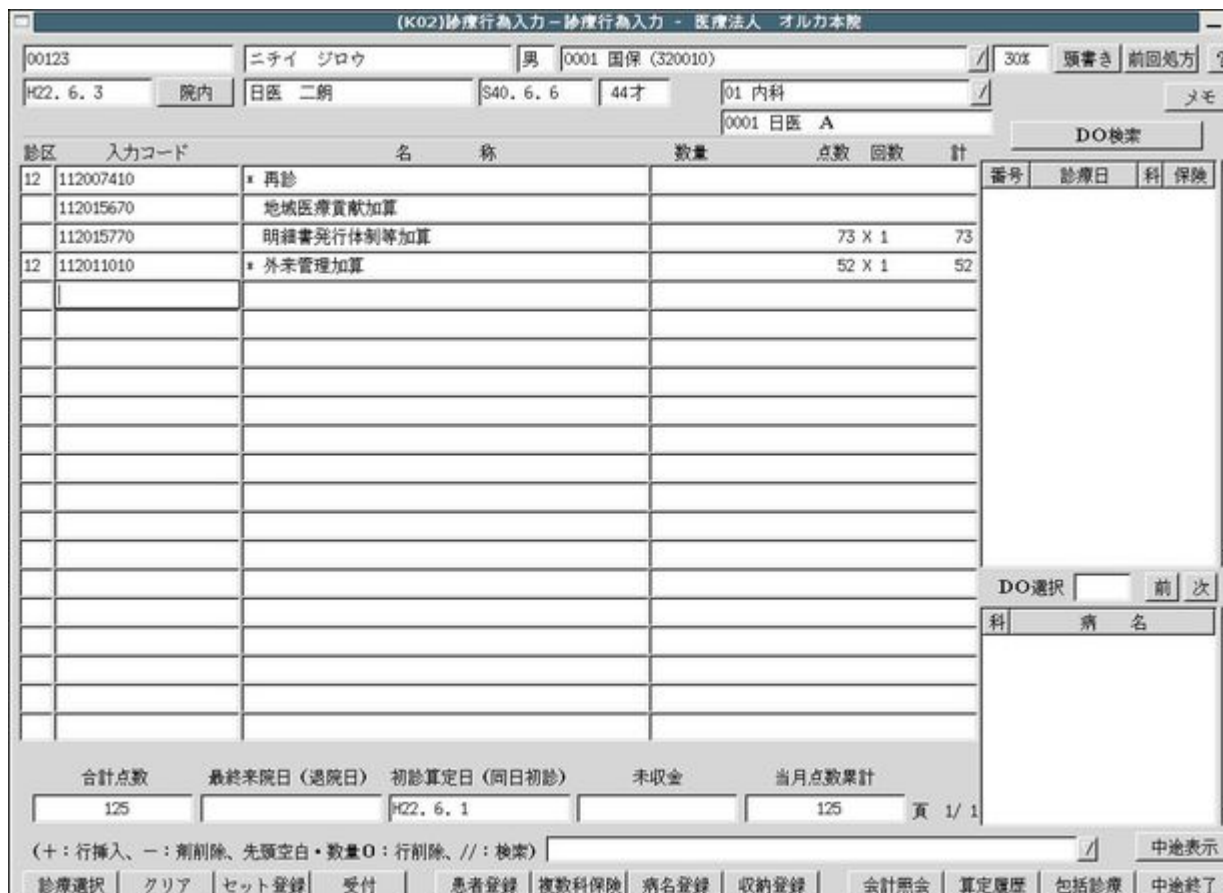 (K02)診療行為入力－診療行為入力 － 医療法人 オルカ本院
00123 ニチイ ジロウ 男 0001 国保 (320010) 30% 頭書き 前回処方
H22. 6. 3 院内 日医 二朗 S40. 6. 6 44才 01 内科 メモ
0001 日医 A
DO検索
診区 入力コード 名 称 数量 点数 回数 計
番号 診療日 科 保険
12 112007410 * 再診
112015670 地域医療貢献加算
112015770 明細書発行体制等加算 73 X 1 73
12 112011010 * 外来管理加算 52 X 1 52
DO選択 前 次
科 病 名
合計点数 最終来院日（退院日） 初診算定日（同日初診） 未収金 当月点数累計
125 H22. 6. 1 125 頁 1/ 1
(＋：行挿入、－：剤削除、先頭空白・数量０：行削除、//：検索) 中途表示
診療選択 クリア セット登録 受付 患者登録 複数科保険 病名登録 収納登録 会計照会 算定履歴 包括診療 中途終了